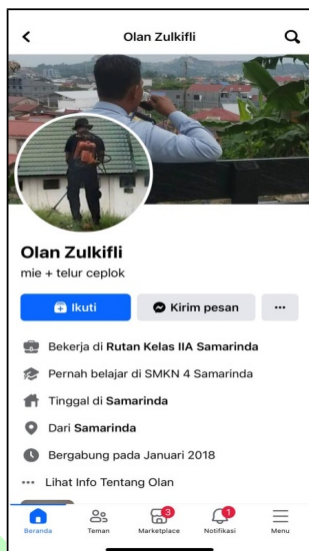 Olan Zulkifli
Olan Zulkifli
mie + telur ceplok
Ikuti
Kirim pesan
Bekerja di Rutan Kelas IIA Samarinda
Pernah belajar di SMKN 4 Samarinda
Tinggal di Samarinda
Dari Samarinda
Bergabung pada Januari 2018
Lihat Info Tentang Olan
3
1
Beranda
Teman
Marketplace
Notifikasi
Menu